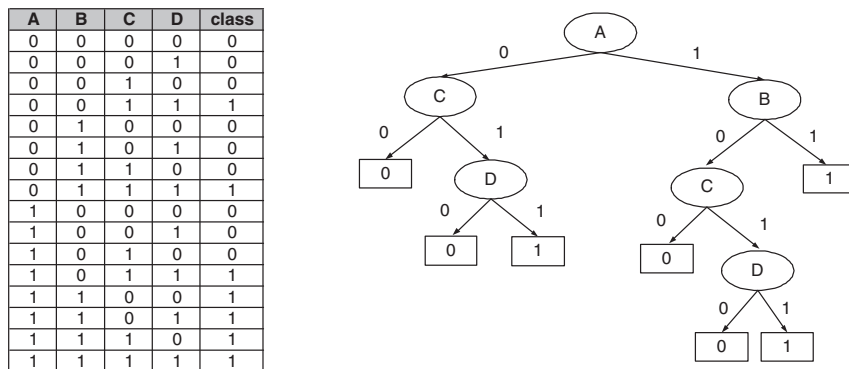 A B C D class
0 0 0 0 0
0 0 0 1 0
0 0 1 0 0
0 0 1 1 1
0 1 0 0 0
0 1 0 1 0
0 1 1 0 0
0 1 1 1 1
1 0 0 0 0
1 0 0 1 0
1 0 1 0 0
1 0 1 1 1
1 1 0 0 1
1 1 0 1 1
1 1 1 0 1
1 1 1 1 1
A
0 1
C B
0 1 0 1
0 D C 1
0 1 0 1
0 1 0 D
0 1
0 1